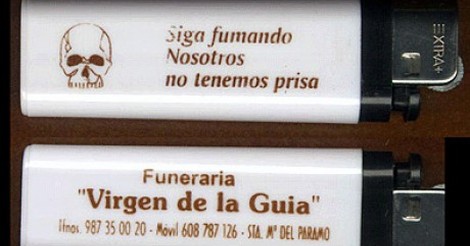 Siga fumando
Nosotros
no tenemos prisa
EXTRA+
Funeraria
"Virgen de la Guia"
Tfnos. 987 35 00 20 - Móvil 608 787 126 - STA. Mª DEL PARAMO